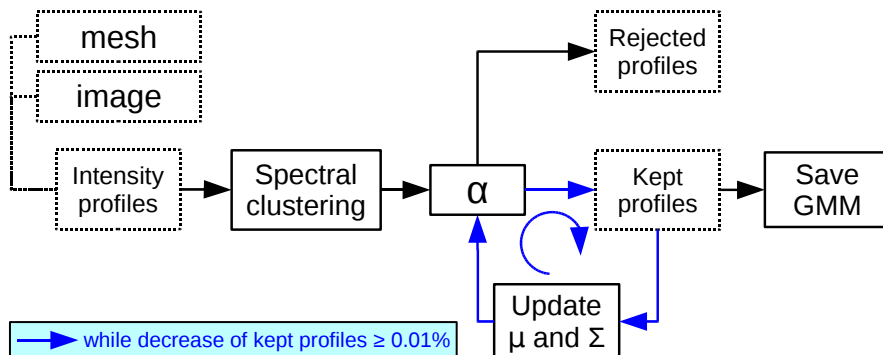 mesh
image
Intensity
profiles
Spectral
clustering
α
Rejected
profiles
Kept
profiles
Save
GMM
Update
μ and Σ
while decrease of kept profiles ≥ 0.01%